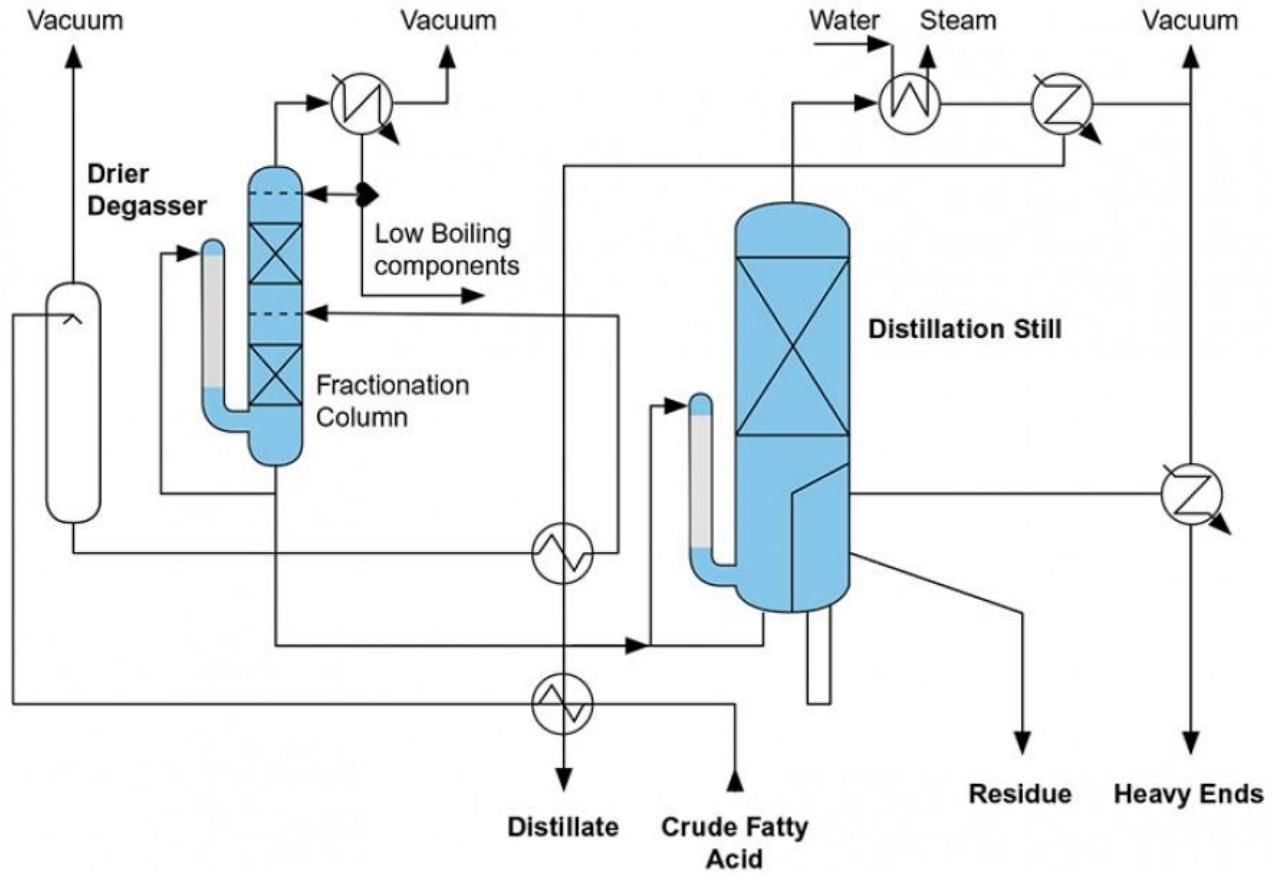 Vacuum
Vacuum
Water
Steam
Vacuum
Drier
Degasser
Low Boiling
components
Distillation Still
Fractionation
Column
Residue
Heavy Ends
Distillate
Crude Fatty
Acid